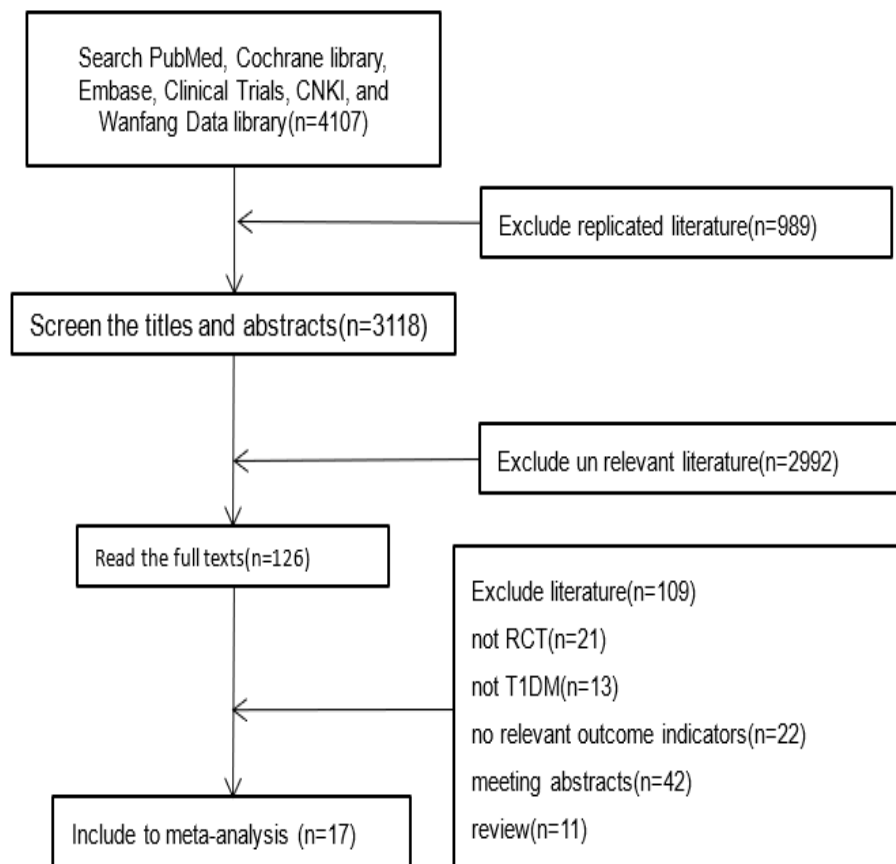 Search PubMed, Cochrane library,
Embase, Clinical Trials, CNKI, and
Wanfang Data library(n=4107)
Exclude replicated literature(n=989)
Screen the titles and abstracts(n=3118)
Exclude un relevant literature(n=2992)
Read the full texts(n=126)
Exclude literature(n=109)
not RCT(n=21)
not T1DM(n=13)
no relevant outcome indicators(n=22)
meeting abstracts(n=42)
review(n=11)
Include to meta-analysis (n=17)